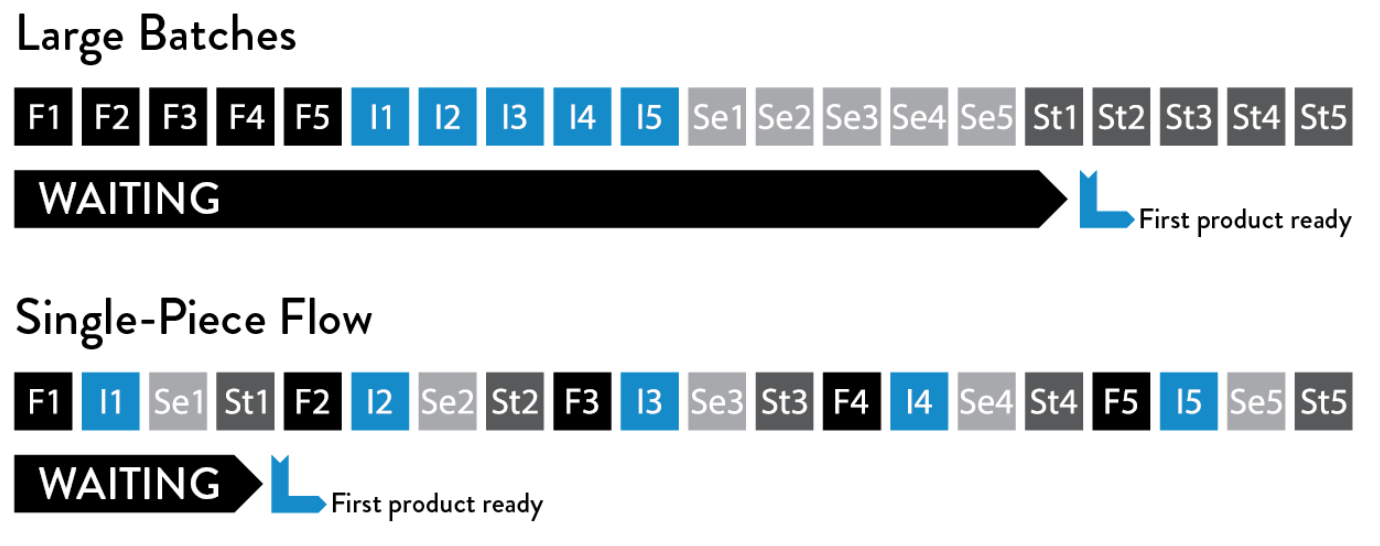 Large Batches
F1 F2 F3 F4 F5 I1 I2 I3 I4 I5 Se1 Se2 Se3 Se4 Se5 St1 St2 St3 St4 St5
WAITING
First product ready
Single-Piece Flow
F1 I1 Se1 St1 F2 I2 Se2 St2 F3 I3 Se3 St3 F4 I4 Se4 St4 F5 I5 Se5 St5
WAITING
First product ready